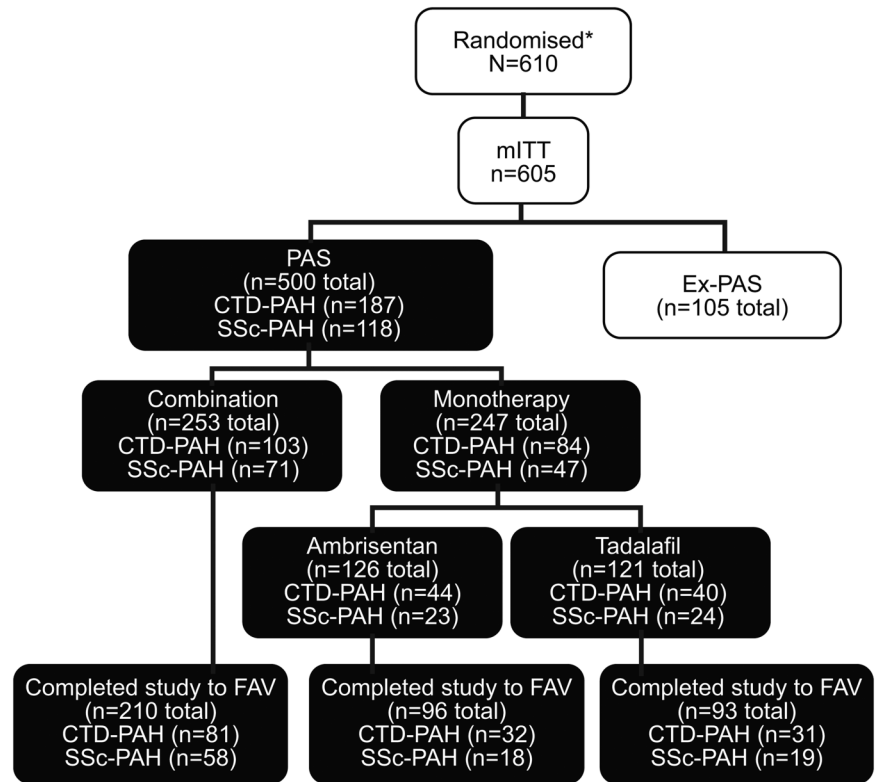 Randomised*
N=610
mITT
n=605
PAS
(n=500 total)
CTD-PAH (n=187)
SSc-PAH (n=118)
Ex-PAS
(n=105 total)
Combination
(n=253 total)
CTD-PAH (n=103)
SSc-PAH (n=71)
Monotherapy
(n=247 total)
CTD-PAH (n=84)
SSc-PAH (n=47)
Ambrisentan
(n=126 total)
CTD-PAH (n=44)
SSc-PAH (n=23)
Tadalafil
(n=121 total)
CTD-PAH (n=40)
SSc-PAH (n=24)
Completed study to FAV
(n=210 total)
CTD-PAH (n=81)
SSc-PAH (n=58)
Completed study to FAV
(n=96 total)
CTD-PAH (n=32)
SSc-PAH (n=18)
Completed study to FAV
(n=93 total)
CTD-PAH (n=31)
SSc-PAH (n=19)